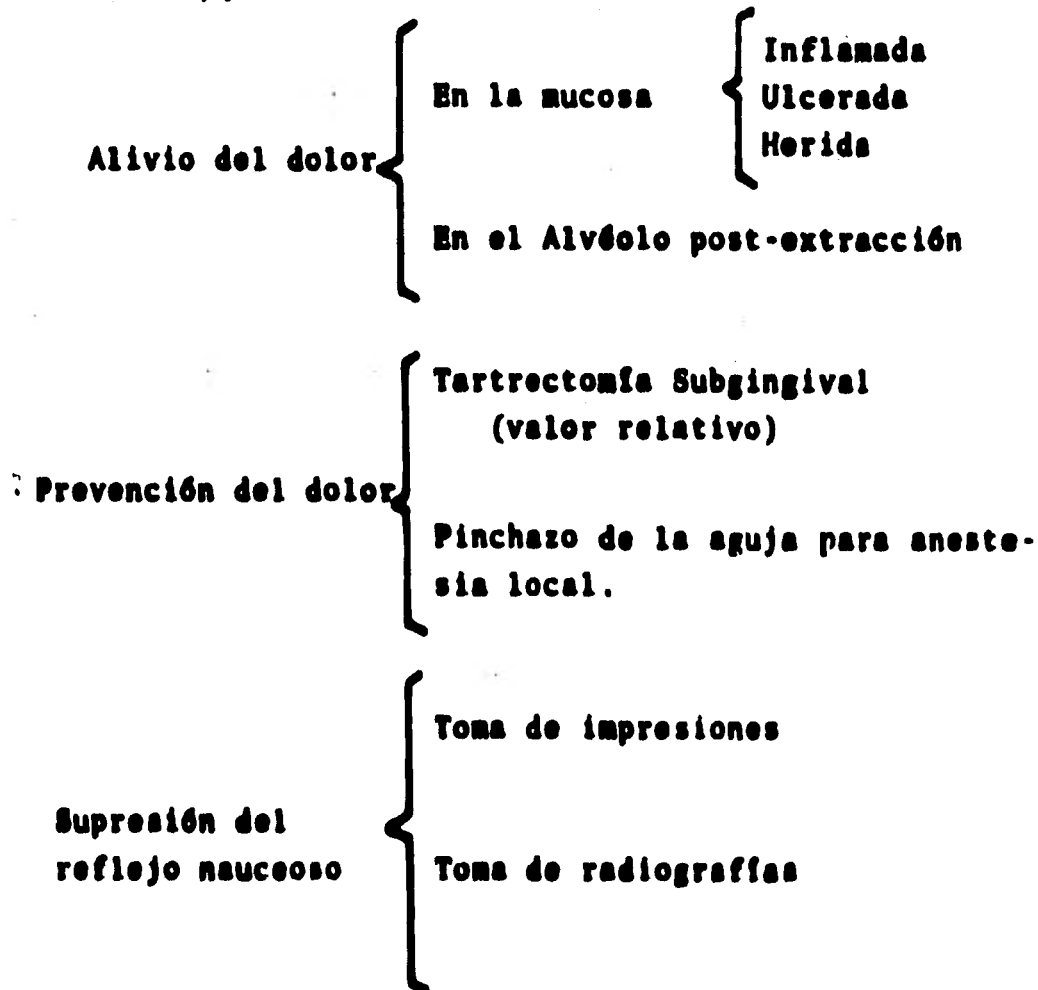 Alivio del dolor
En la mucosa
Inflamada
Ulcerada
Herida
En el Alvéolo post-extracción
Prevención del dolor
Tartrectomía Subgingival
(valor relativo)
Pinchazo de la aguja para aneste-
sia local.
Supresión del
reflejo nauceoso
Toma de impresiones
Toma de radiografías